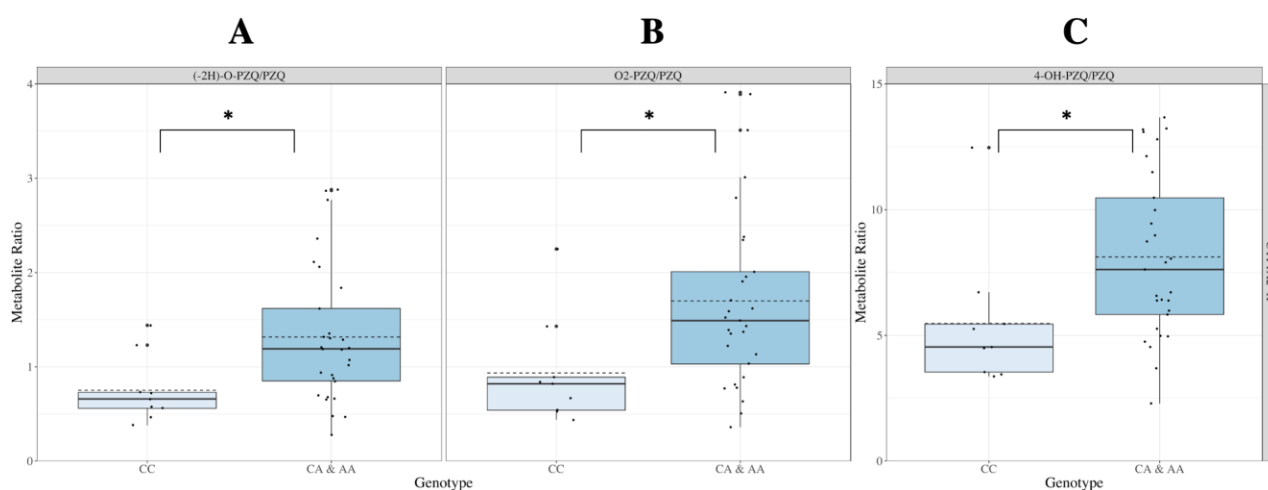 A B C
(-2H)-O-PZQ/PZQ O2-PZQ/PZQ 4-OH-PZQ/PZQ
* * *
Metabolite Ratio
4
3
2
1
0
CC CA & AA CC CA & AA
Genotype
Metabolite Ratio
15
10
5
0
CC CA & AA
Genotype